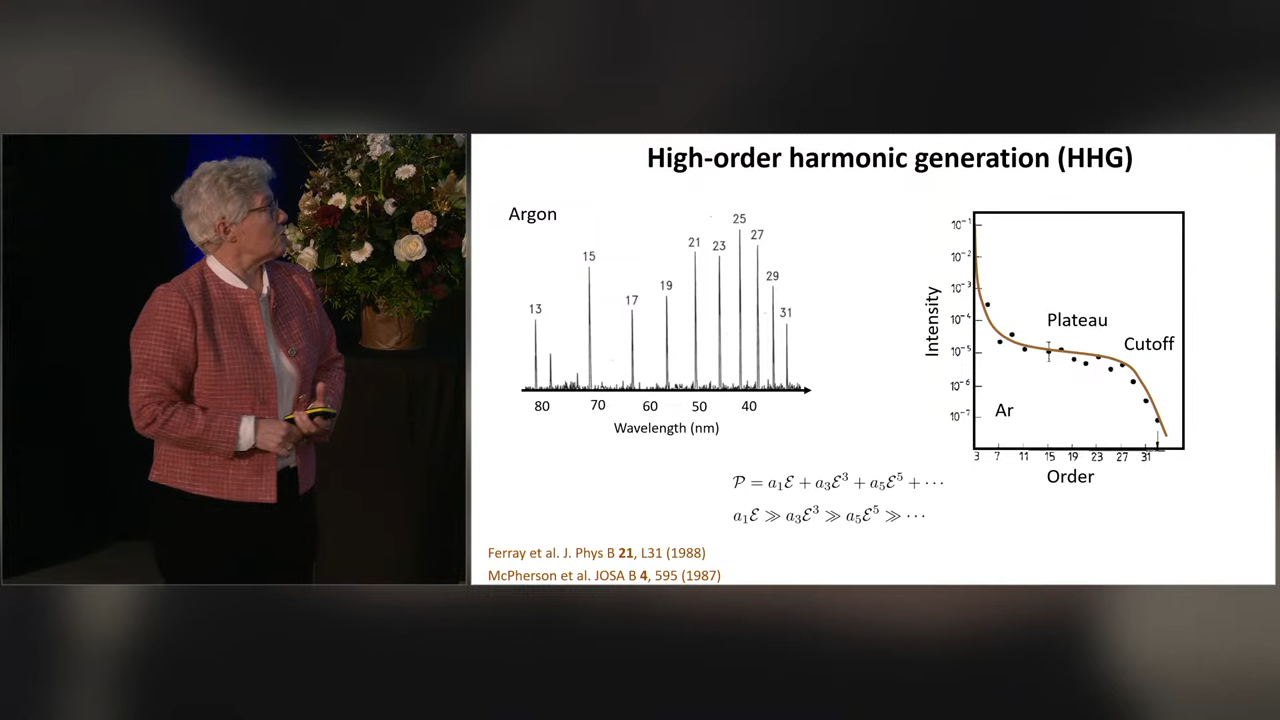 High-order harmonic generation (HHG)
Argon
13
15
17
19
21
23
25
27
29
31
80
70
60
50
40
Wavelength (nm)
Intensity
10⁻¹
10⁻²
10⁻³
10⁻⁴
10⁻⁵
10⁻⁶
10⁻⁷
Plateau
Cutoff
Ar
3 7 11 15 19 23 27 31
Order
𝒫 = a₁ℰ + a₃ℰ³ + a₅ℰ⁵ + ⋯
a₁ℰ ≫ a₃ℰ³ ≫ a₅ℰ⁵ ≫ ⋯
Ferray et al. J. Phys B 21, L31 (1988)
McPherson et al. JOSA B 4, 595 (1987)